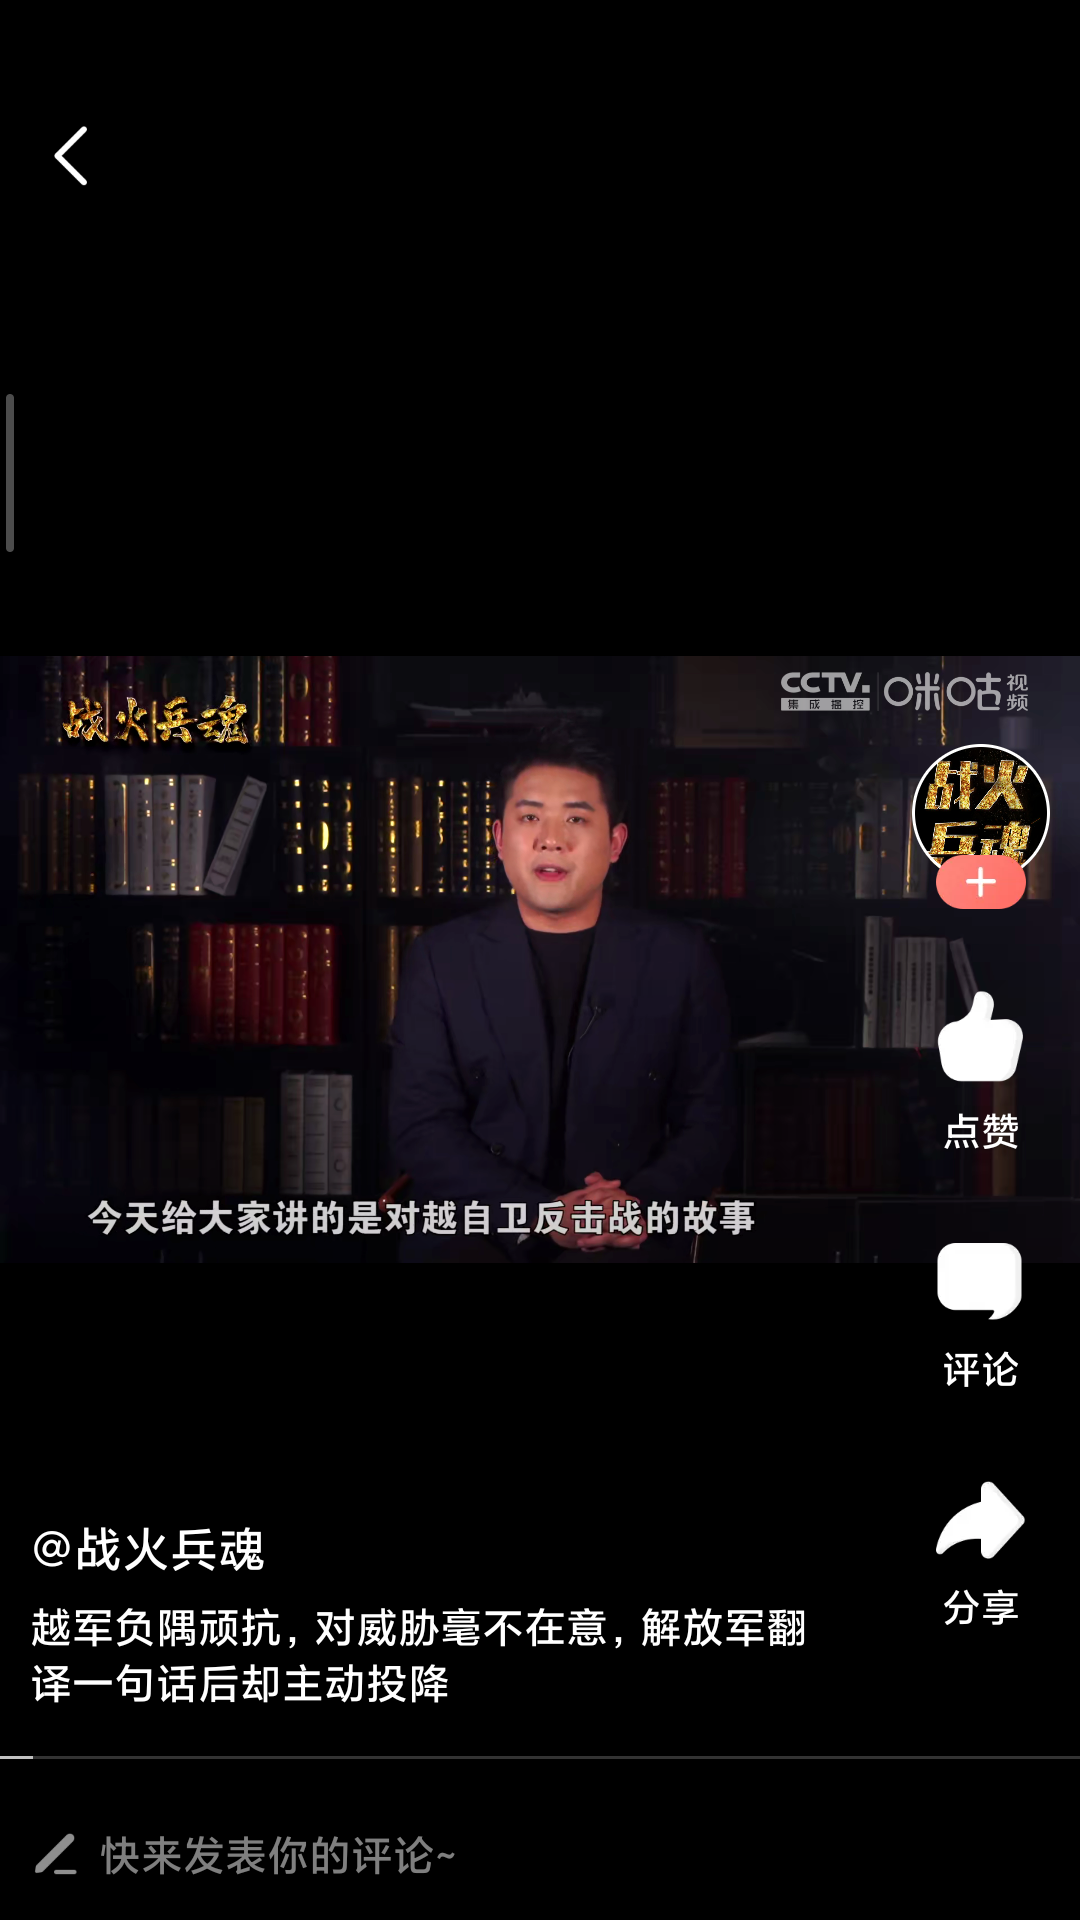 战火兵魂
CCTV. 咪咕 视频
集成播控
战火
兵魂
点赞
今天给大家讲的是对越自卫反击战的故事
评论
@战火兵魂
分享
越军负隅顽抗，对威胁毫不在意，解放军翻
译一句话后却主动投降
快来发表你的评论~